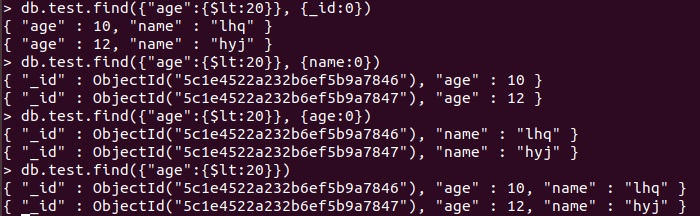 > db.test.find({"age":{$lt:20}}, {_id:0})
{ "age" : 10, "name" : "lhq" }
{ "age" : 12, "name" : "hyj" }
> db.test.find({"age":{$lt:20}}, {name:0})
{ "_id" : ObjectId("5c1e4522a232b6ef5b9a7846"), "age" : 10 }
{ "_id" : ObjectId("5c1e4522a232b6ef5b9a7847"), "age" : 12 }
> db.test.find({"age":{$lt:20}}, {age:0})
{ "_id" : ObjectId("5c1e4522a232b6ef5b9a7846"), "name" : "lhq" }
{ "_id" : ObjectId("5c1e4522a232b6ef5b9a7847"), "name" : "hyj" }
> db.test.find({"age":{$lt:20}})
{ "_id" : ObjectId("5c1e4522a232b6ef5b9a7846"), "age" : 10, "name" : "lhq" }
{ "_id" : ObjectId("5c1e4522a232b6ef5b9a7847"), "age" : 12, "name" : "hyj" }